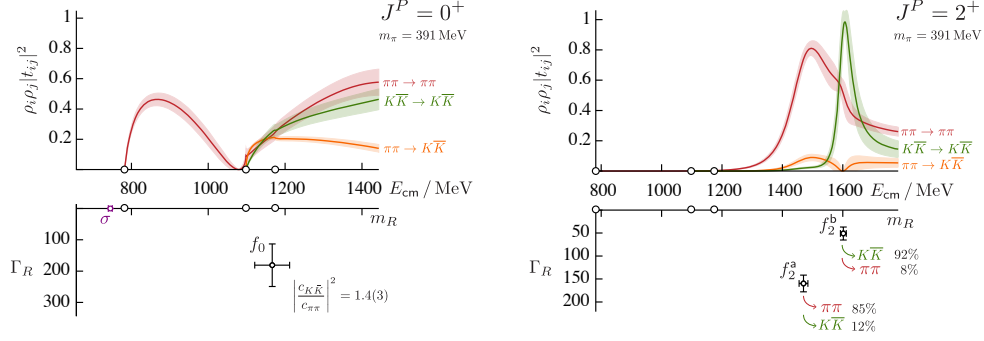 J^P = 0^+
m_π = 391 MeV
ρ_iρ_j|t_ij|^2
1
0.8
0.6
0.4
0.2
ππ → ππ
KK̅ → KK̅
ππ → KK̅
800 1000 1200 1400 E_cm / MeV
m_R
σ
100
200
300
Γ_R
f_0
|c_KK̅ / c_ππ|^2 = 1.4(3)
J^P = 2^+
m_π = 391 MeV
ρ_iρ_j|t_ij|^2
1
0.8
0.6
0.4
0.2
ππ → ππ
KK̅ → KK̅
ππ → KK̅
800 1000 1200 1400 1600 E_cm / MeV
m_R
50
100
150
200
Γ_R
f_2^b
KK̅ 92%
ππ 8%
f_2^a
ππ 85%
KK̅ 12%